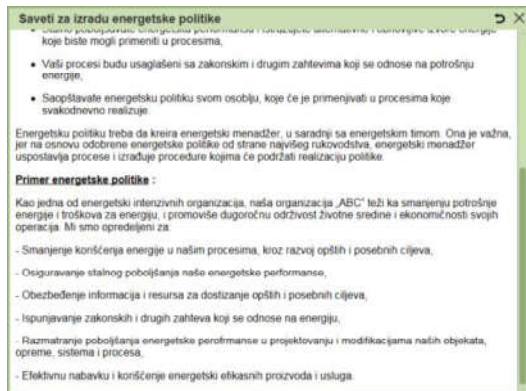 Saveti za izradu energetske politike
koje biste mogli primeniti u procesima,
• Vaši procesi budu usaglašeni sa zakonskim i drugim zahtevima koji se odnose na potrošnju
energije,
• Saopštavate energetsku politiku svom osoblju, koje će je primenjivati u procesima koje
svakodnevno realizuje.
Energetsku politiku treba da kreira energetski menadžer, u saradnji sa energetskim timom. Ona je važna,
jer na osnovu odobrene energetske politike od strane najvišeg rukovodstva, energetski menadžer
uspostavlja procese i izrađuje procedure kojima će podržati realizaciju politike.
Primer energetske politike :
Kao jedna od energetski intenzivnih organizacija, naša organizacija „ABC" teži ka smanjenju potrošnje
energije i troškova za energiju, i promoviše dugoročnu održivost životne sredine i ekonomičnosti svojih
operacija. Mi smo opredeljeni za:
- Smanjenje korišćenja energije u našim procesima, kroz razvoj opštih i posebnih ciljeva,
- Osiguravanje stalnog poboljšanja naše energetske performanse,
- Obezbeđenje informacija i resursa za dostizanje opštih i posebnih ciljeva,
- Ispunjavanje zakonskih i drugih zahteva koji se odnose na energiju,
- Razmatranje poboljšanja energetske perofrmanse u projektovanju i modifikacijama naših objekata,
opreme, sistema i procesa,
- Efektivnu nabavku i korišćenje energetski efikasnih proizvoda i usluga.